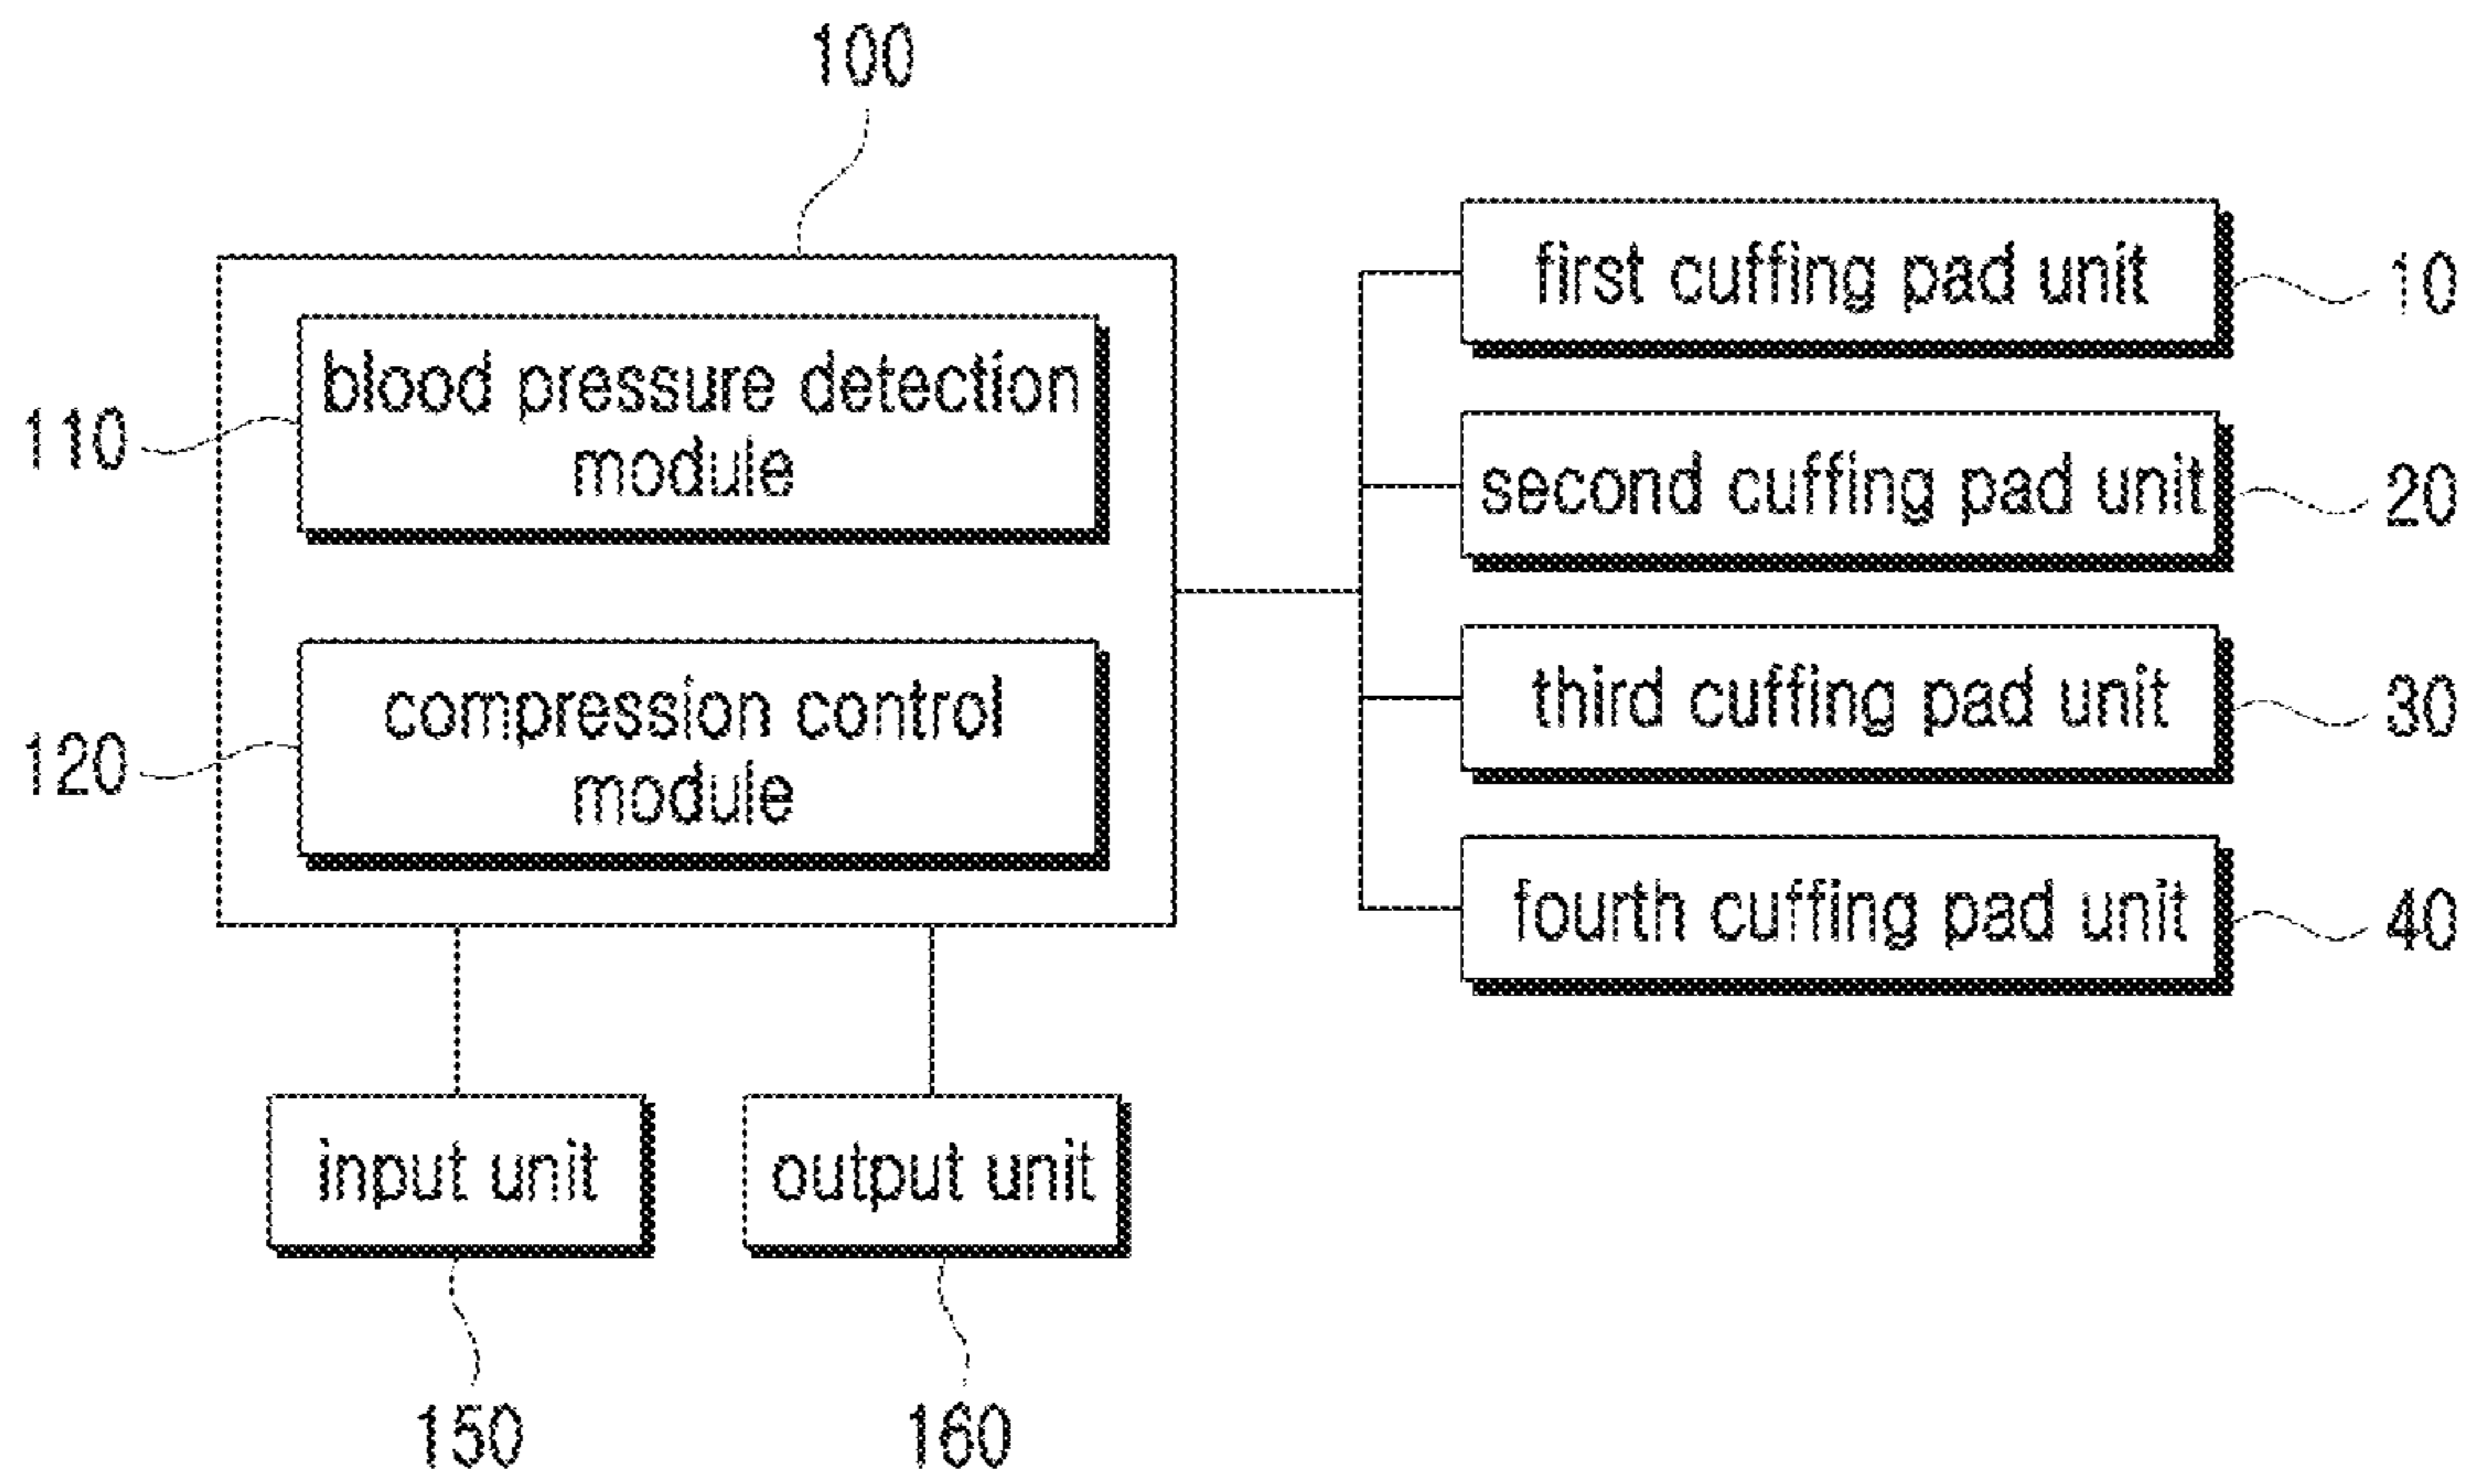 100
first cuffing pad unit
10
blood pressure detection
module
110
second cuffing pad unit
20
compression control
module
120
third cuffing pad unit
30
fourth cuffing pad unit
40
input unit
output unit
150
160